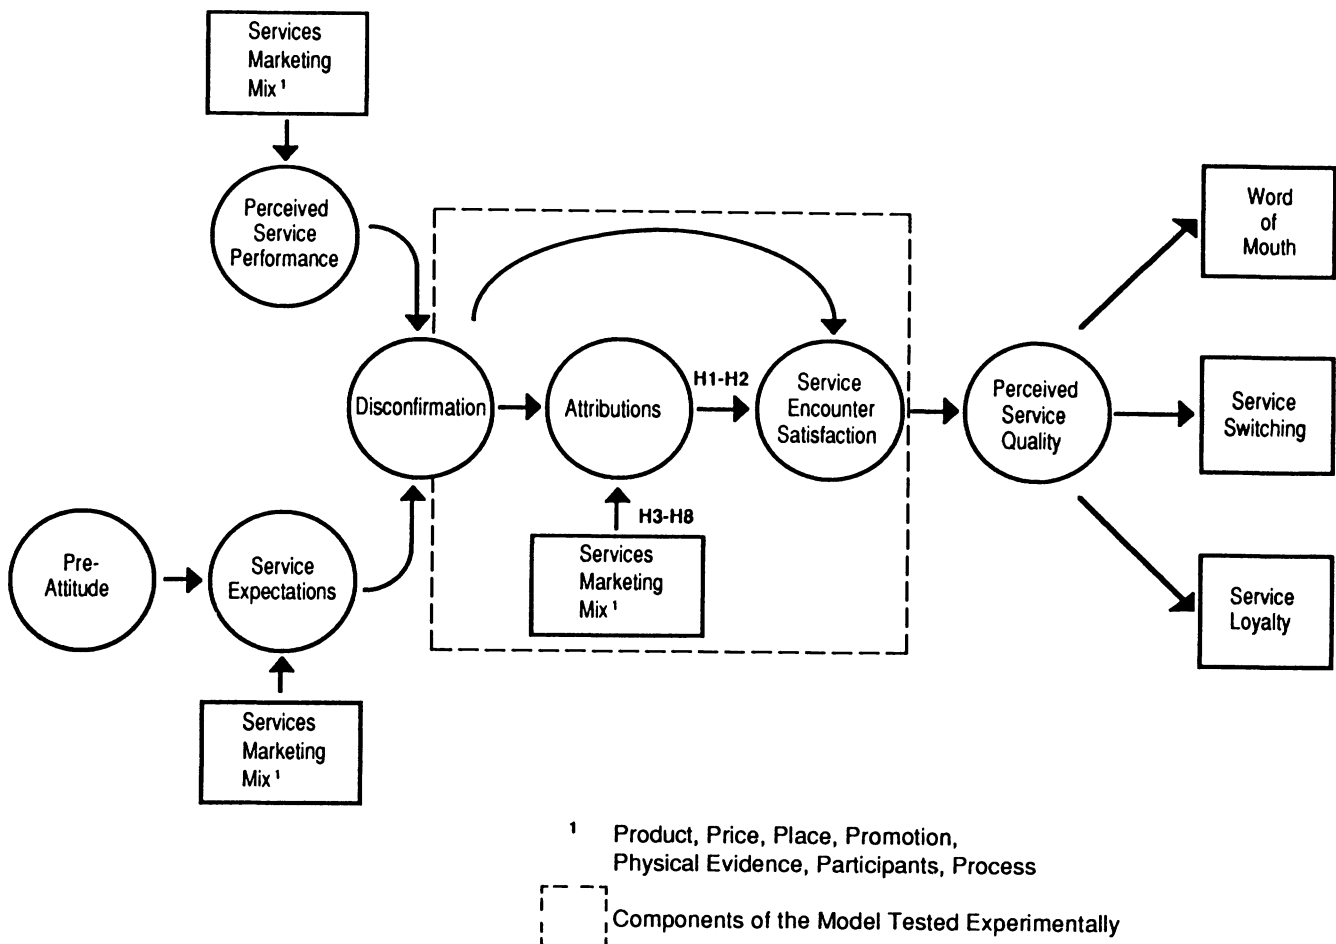 Services
Marketing
Mix ¹
Perceived
Service
Performance
Word
of
Mouth
Disconfirmation
Attributions
H1-H2
Service
Encounter
Satisfaction
Perceived
Service
Quality
Service
Switching
Pre-
Attitude
Service
Expectations
H3-H8
Services
Marketing
Mix ¹
Service
Loyalty
Services
Marketing
Mix ¹
¹ Product, Price, Place, Promotion,
Physical Evidence, Participants, Process
Components of the Model Tested Experimentally